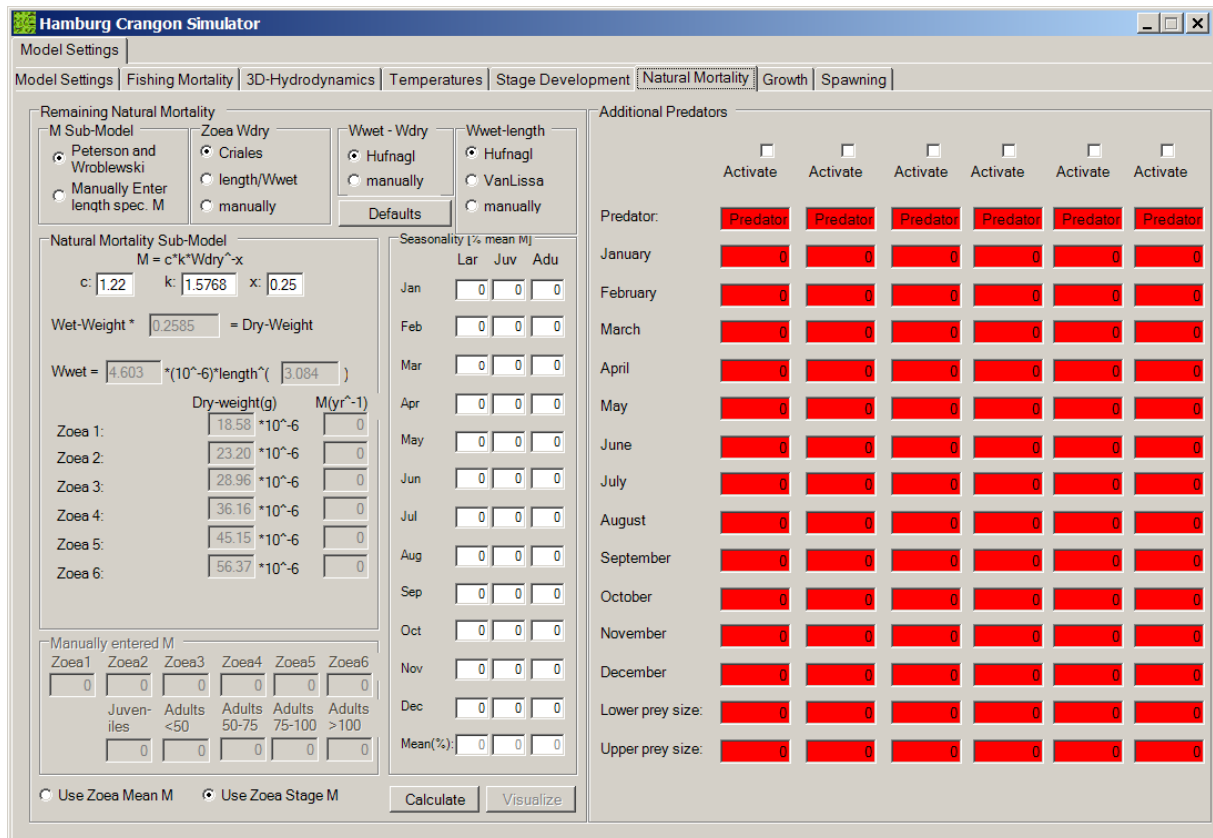 Hamburg Crangon Simulator
Model Settings
Model Settings Fishing Mortality 3D-Hydrodynamics Temperatures Stage Development Natural Mortality Growth Spawning
Remaining Natural Mortality
M Sub-Model
Peterson and
Wroblewski
Manually Enter
length spec. M
Zoea Wdry
Criales
length/Wwet
manually
Wwet - Wdry
Hufnagl
manually
Defaults
Wwet-length
Hufnagl
VanLissa
manually
Natural Mortality Sub-Model
M = c*k*Wdry^-x
c: 1.22 k: 1.5768 x: 0.25
Wet-Weight * 0.2585 = Dry-Weight
Wwet = 4.603 *(10^-6)*length^( 3.084 )
Dry-weight(g) M(yr^-1)
Zoea 1: 18.58 *10^-6 0
Zoea 2: 23.20 *10^-6 0
Zoea 3: 28.96 *10^-6 0
Zoea 4: 36.16 *10^-6 0
Zoea 5: 45.15 *10^-6 0
Zoea 6: 56.37 *10^-6 0
Manually entered M
Zoea1 Zoea2 Zoea3 Zoea4 Zoea5 Zoea6
0 0 0 0 0 0
Juven- Adults Adults Adults Adults
iles <50 50-75 75-100 >100
0 0 0 0 0
Use Zoea Mean M Use Zoea Stage M
Seasonality [% mean M]
Lar Juv Adu
Jan 0 0 0
Feb 0 0 0
Mar 0 0 0
Apr 0 0 0
May 0 0 0
Jun 0 0 0
Jul 0 0 0
Aug 0 0 0
Sep 0 0 0
Oct 0 0 0
Nov 0 0 0
Dec 0 0 0
Mean(%): 0 0 0
Calculate Visualize
Additional Predators
Activate Activate Activate Activate Activate Activate
Predator: Predator Predator Predator Predator Predator Predator
January 0 0 0 0 0 0
February 0 0 0 0 0 0
March 0 0 0 0 0 0
April 0 0 0 0 0 0
May 0 0 0 0 0 0
June 0 0 0 0 0 0
July 0 0 0 0 0 0
August 0 0 0 0 0 0
September 0 0 0 0 0 0
October 0 0 0 0 0 0
November 0 0 0 0 0 0
December 0 0 0 0 0 0
Lower prey size: 0 0 0 0 0 0
Upper prey size: 0 0 0 0 0 0